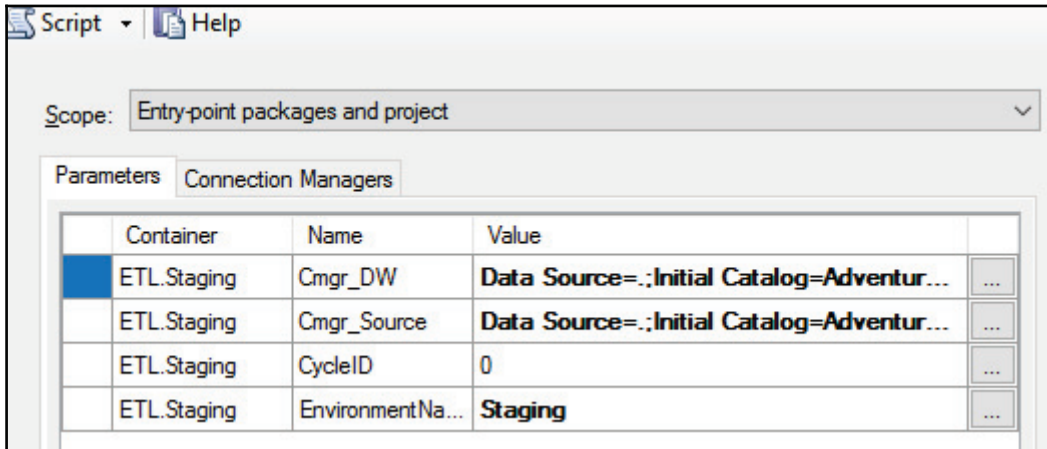 Script Help
Scope: Entry-point packages and project
Parameters Connection Managers
Container Name Value
ETL.Staging Cmgr_DW Data Source=.;Initial Catalog=Adventur... ...
ETL.Staging Cmgr_Source Data Source=.;Initial Catalog=Adventur... ...
ETL.Staging CycleID 0 ...
ETL.Staging EnvironmentNa... Staging ...